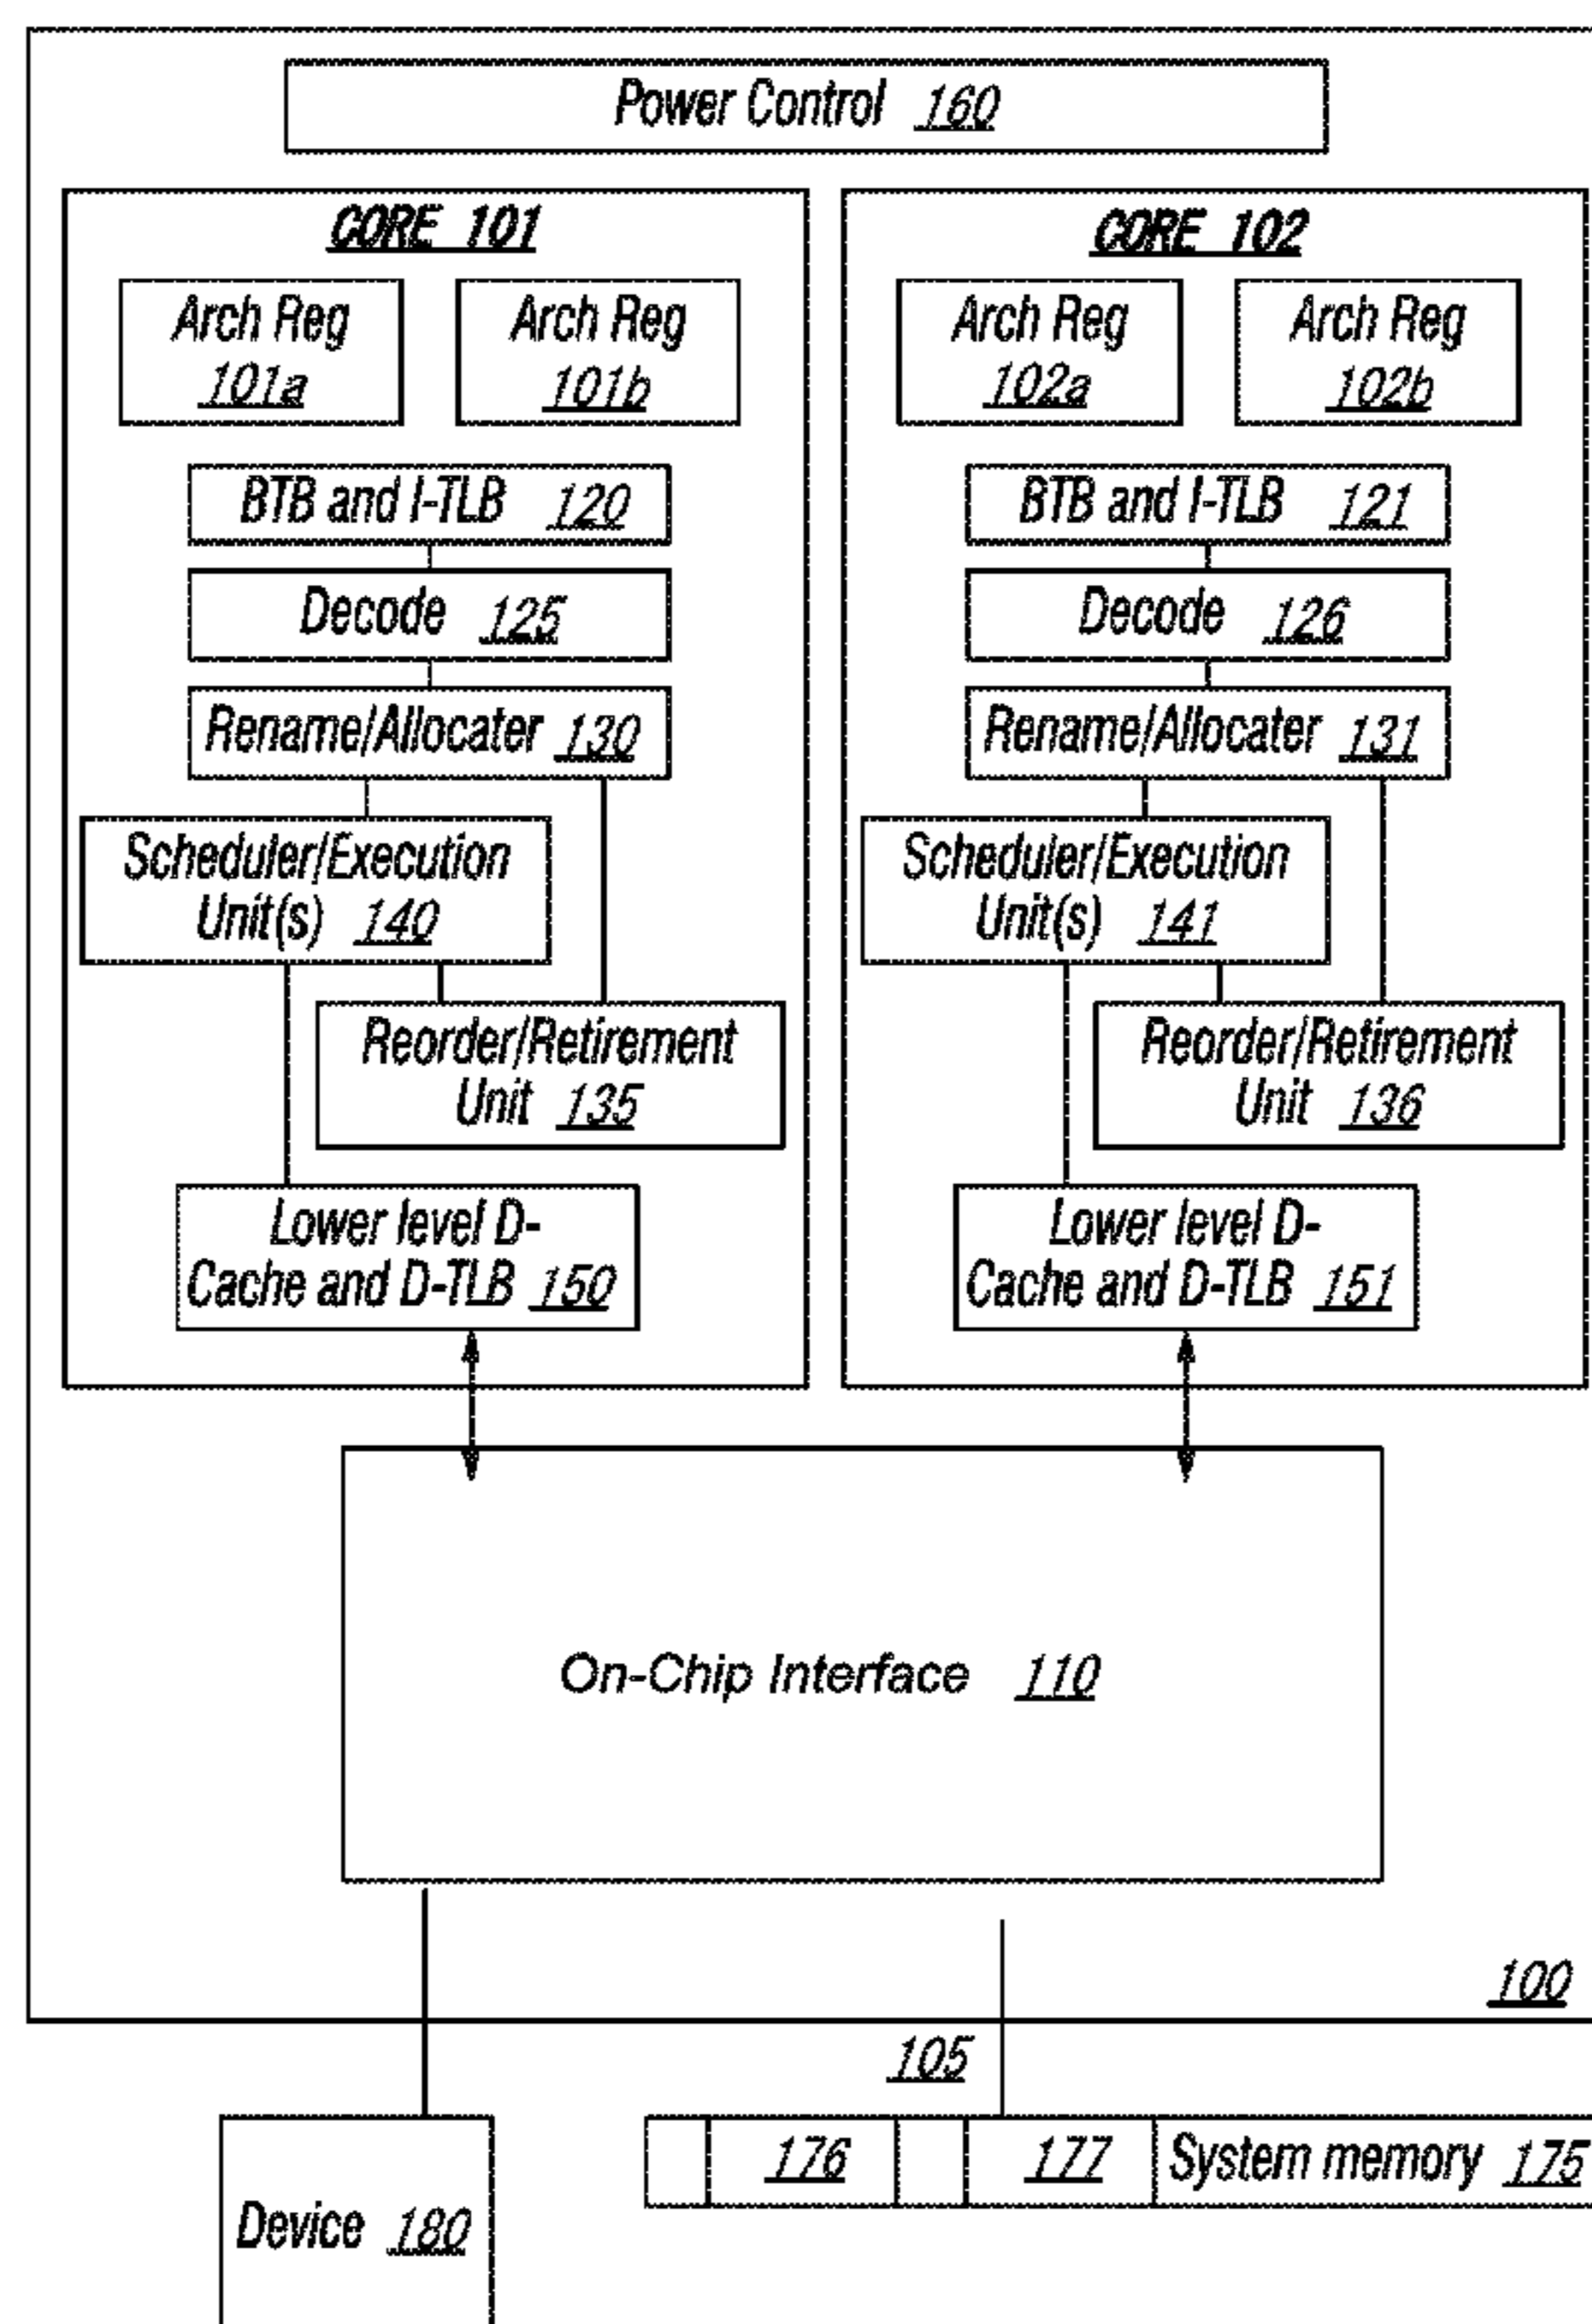 Power Control 160
CORE 101
Arch Reg
101a
Arch Reg
101b
BTB and I-TLB 120
Decode 125
Rename/Allocater 130
Scheduler/Execution
Unit(s) 140
Reorder/Retirement
Unit 135
Lower level D-
Cache and D-TLB 150
CORE 102
Arch Reg
102a
Arch Reg
102b
BTB and I-TLB 121
Decode 126
Rename/Allocater 131
Scheduler/Execution
Unit(s) 141
Reorder/Retirement
Unit 136
Lower level D-
Cache and D-TLB 151
On-Chip Interface 110
100
105
176
177
System memory 175
Device 180